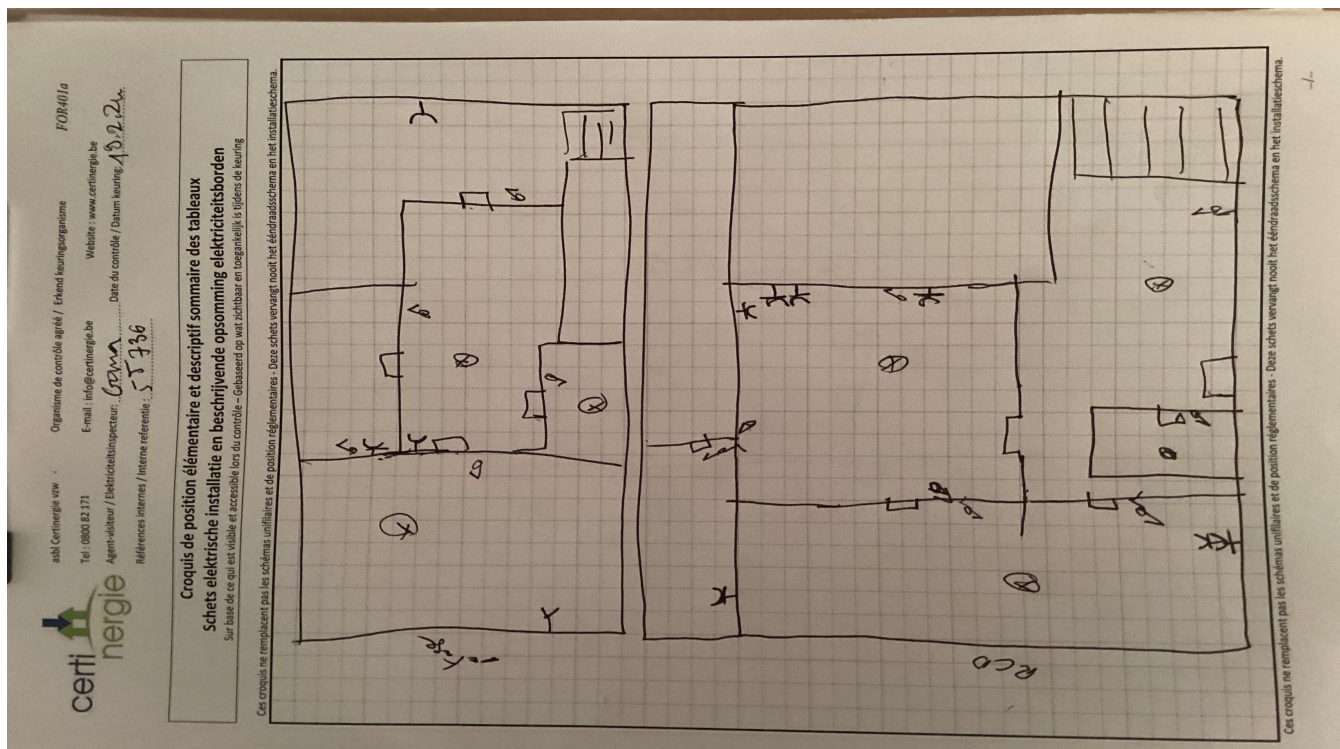 certinergie
asbl Certinergie vzw - Organisme de contrôle agréé / Erkend keuringsorganisme FOR401a
Tel : 0800 82 171 E-mail : info@certinergie.be Website : www.certinergie.be
Agent-visiteur / Elektriciteitsinspecteur: Date du contrôle / Datum keuring:
Références internes / Interne referentie : 55736
Croquis de position élémentaire et descriptif sommaire des tableaux
Schets elektrische installatie en beschrijvende opsomming elektriciteitsborden
Sur base de ce qui est visible et accessible lors du contrôle – Gebaseerd op wat zichtbaar en toegankelijk is tijdens de keuring
Ces croquis ne remplacent pas les schémas unifilaires et de position réglementaires - Deze schets vervangt nooit het ééndraadsschema en het installatieschema.
RCD
Ces croquis ne remplacent pas les schémas unifilaires et de position réglementaires - Deze schets vervangt nooit het ééndraadsschema en het installatieschema.
-/-